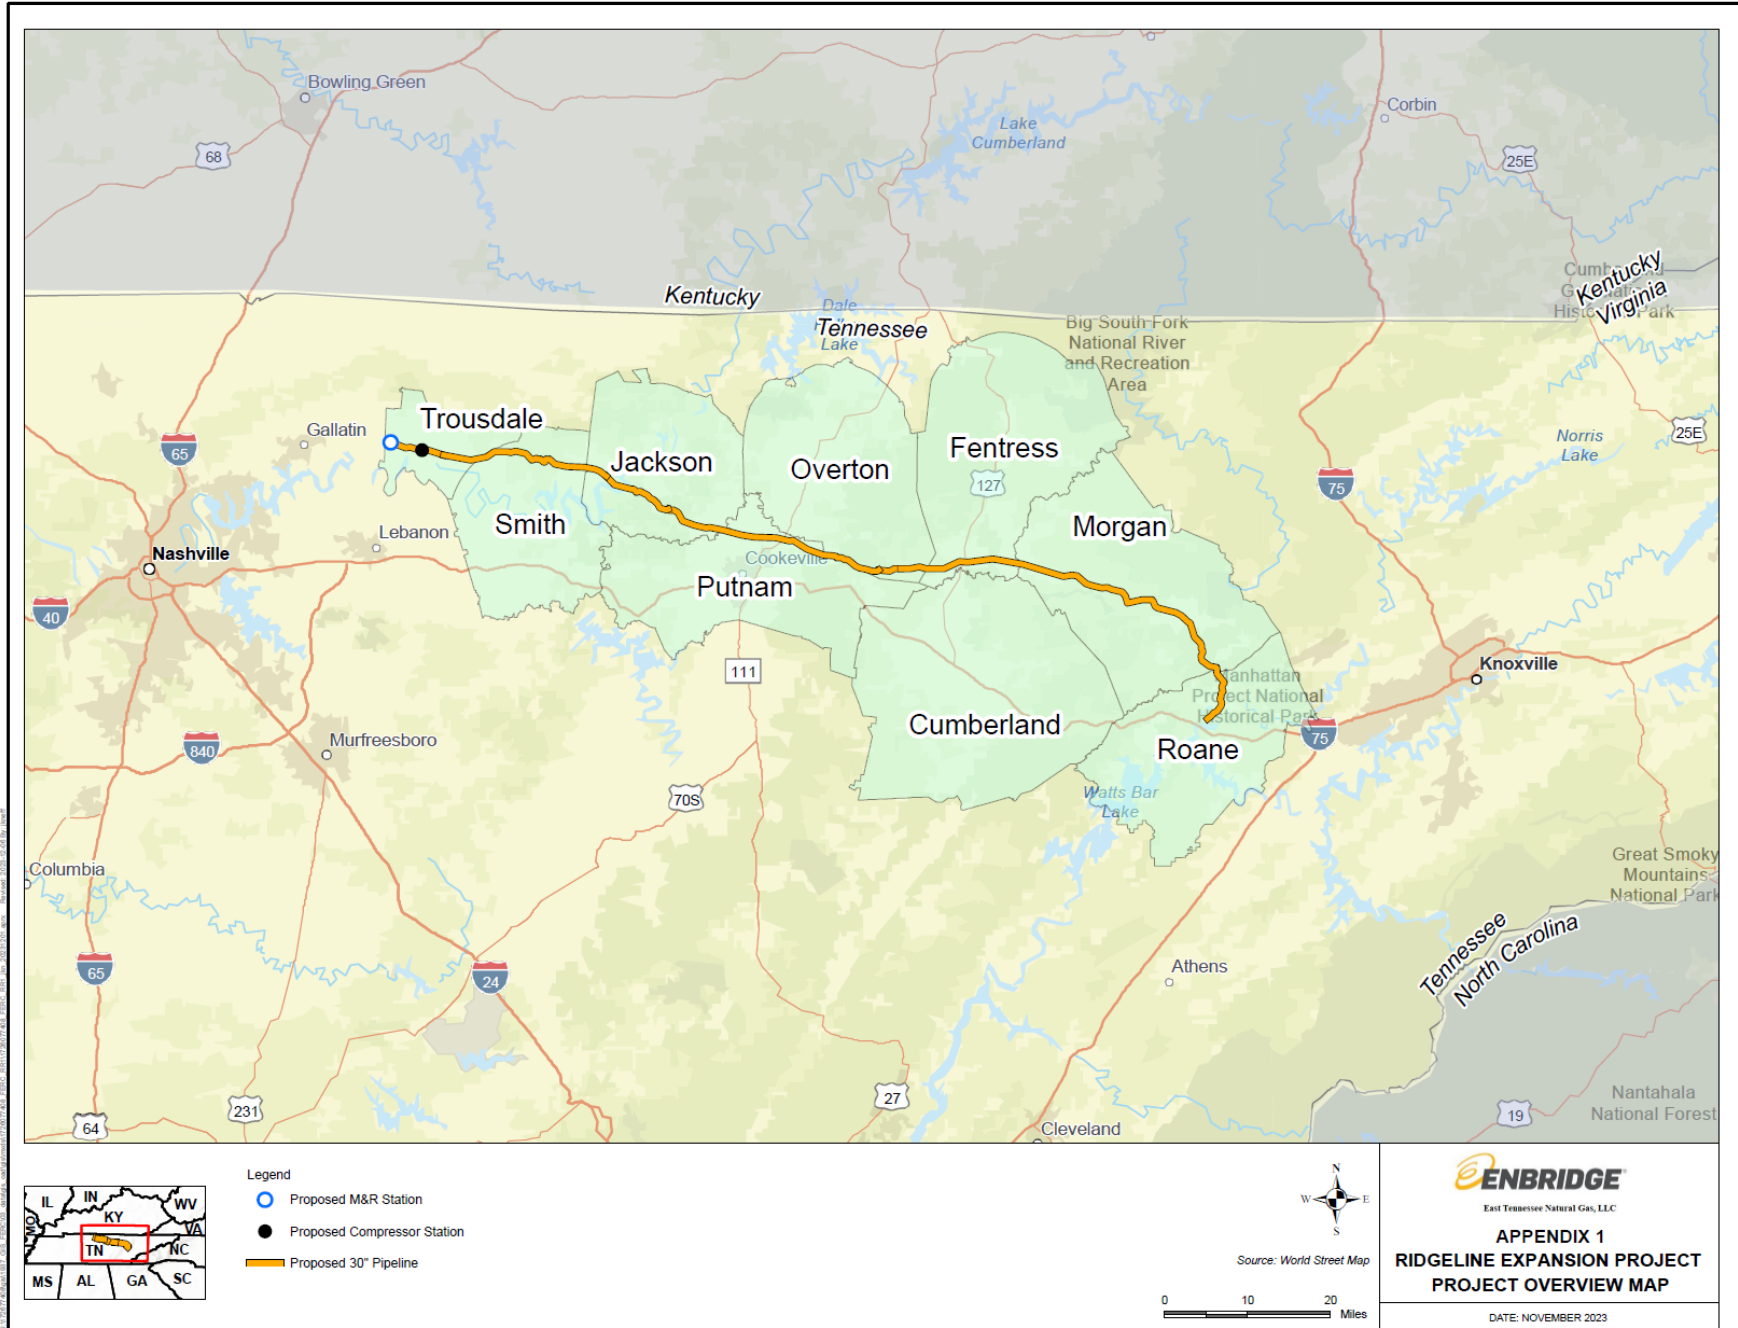 Bowling Green
68
Lake
Cumberland
Corbin
25E
Kentucky
Tennessee
Dale
Lake
Kentucky
Virginia
Big South Fork
National River
and Recreation
Area
Gallatin
65
Trousdale
Jackson
Overton
Fentress
127
Norris
Lake
25E
75
Smith
Morgan
Lebanon
Nashville
Cookeville
Putnam
40
111
Knoxville
Manhattan
Project National
Historical Park
Cumberland
Roane
75
Murfreesboro
840
70S
Watts Bar
Lake
Columbia
Great Smoky
Mountains
National Park
Tennessee
North Carolina
Athens
65
24
27
231
64
Cleveland
19
Nantahala
National Forest
IL
IN
WV
MO
KY
VA
TN
NC
MS
AL
GA
SC
Legend
Proposed M&R Station
Proposed Compressor Station
Proposed 30" Pipeline
N
W
E
S
Source: World Street Map
0 10 20
Miles
ENBRIDGE
East Tennessee Natural Gas, LLC
APPENDIX 1
RIDGELINE EXPANSION PROJECT
PROJECT OVERVIEW MAP
DATE: NOVEMBER 2023